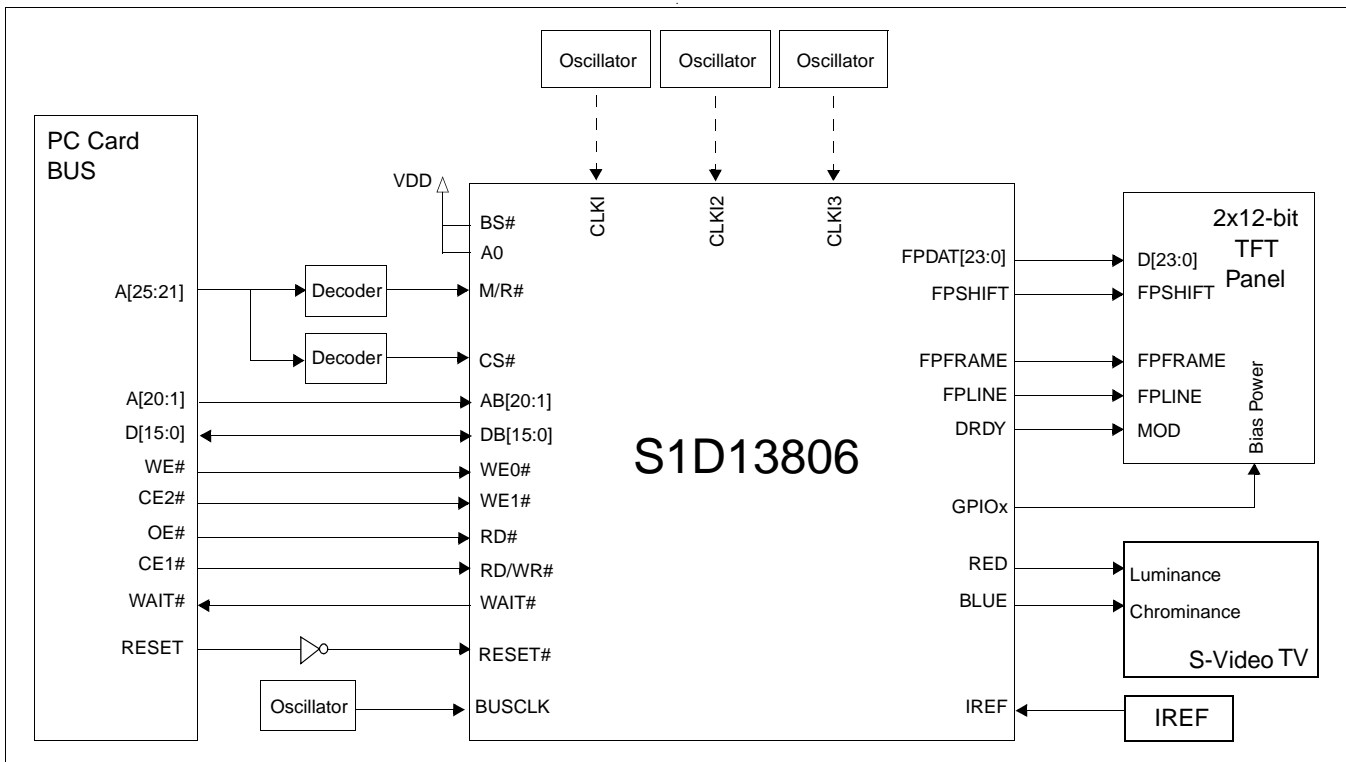 Oscillator
Oscillator
Oscillator
PC Card
BUS
VDD
BS#
A0
CLKI
CLKI2
CLKI3
A[25:21]
Decoder
M/R#
Decoder
CS#
A[20:1]
AB[20:1]
D[15:0]
DB[15:0]
WE#
WE0#
CE2#
WE1#
OE#
RD#
CE1#
RD/WR#
WAIT#
WAIT#
RESET
RESET#
Oscillator
BUSCLK
S1D13806
FPDAT[23:0]
FPSHIFT
FPFRAME
FPLINE
DRDY
GPIOx
RED
BLUE
IREF
2x12-bit
TFT
Panel
D[23:0]
FPSHIFT
FPFRAME
FPLINE
MOD
Bias Power
Luminance
Chrominance
S-Video TV
IREF